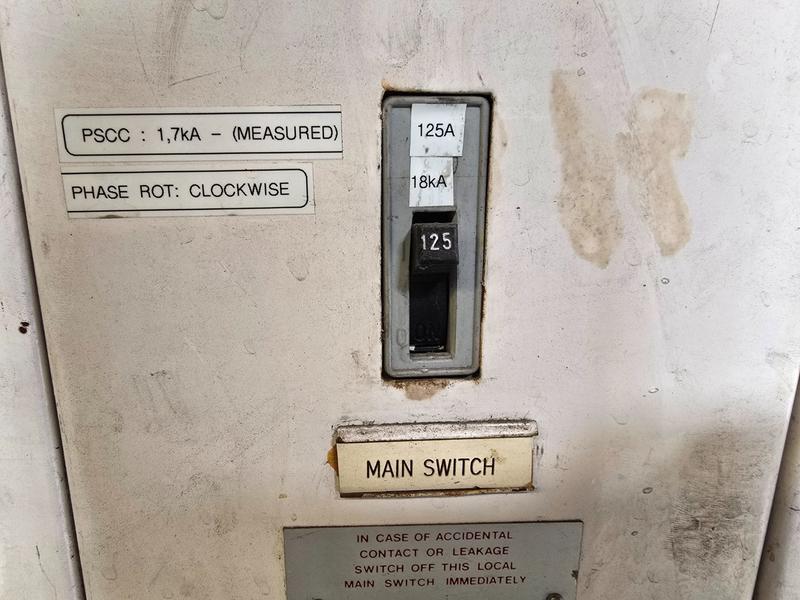 PSCC : 1,7kA - (MEASURED)
PHASE ROT: CLOCKWISE
125A
18kA
125
ON
MAIN SWITCH
IN CASE OF ACCIDENTAL
CONTACT OR LEAKAGE
SWITCH OFF THIS LOCAL
MAIN SWITCH IMMEDIATELY